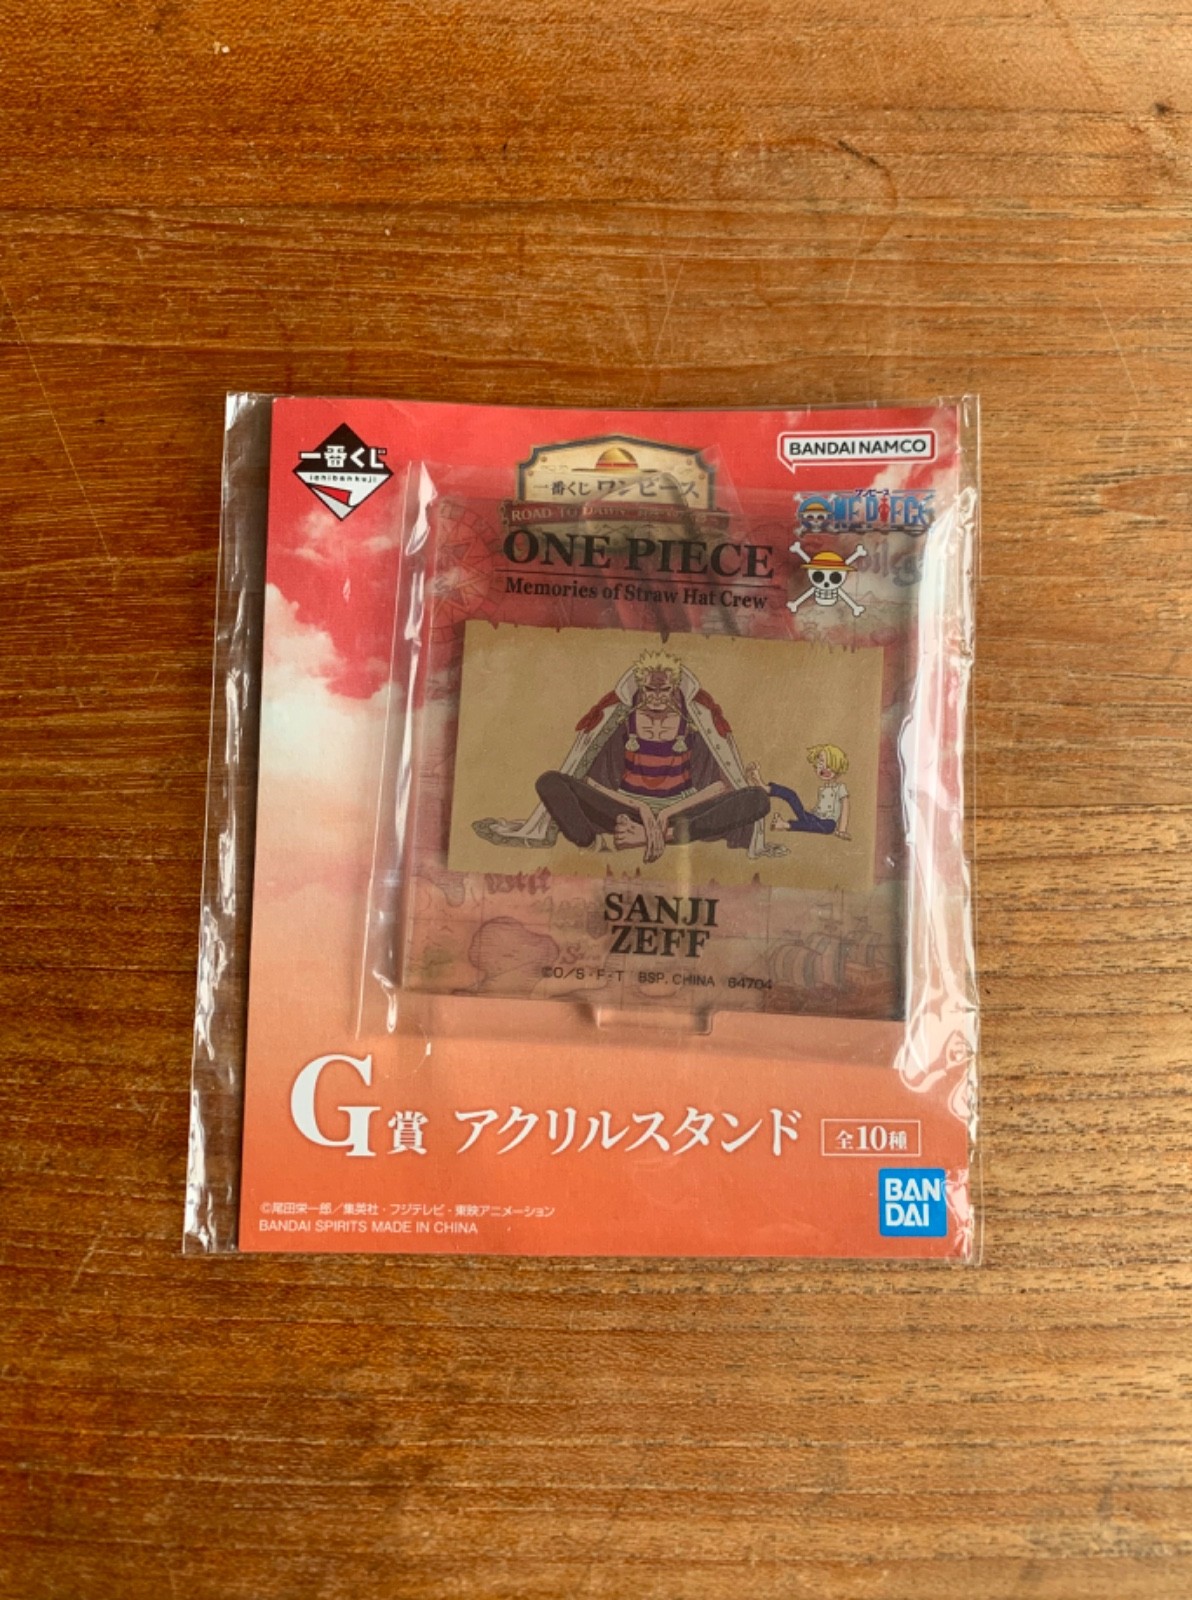 一番くじ
ichibankuji
BANDAI NAMCO
一番くじ ワンピース
ワンピース
ONE PIECE
ROAD TO
ONE PIECE
Memories of Straw Hat Crew
SANJI
ZEFF
©O/S・F・T BSP. CHINA 64704
G賞 アクリルスタンド 全10種
©尾田栄一郎/集英社・フジテレビ・東映アニメーション
BANDAI SPIRITS MADE IN CHINA
BAN
DAI